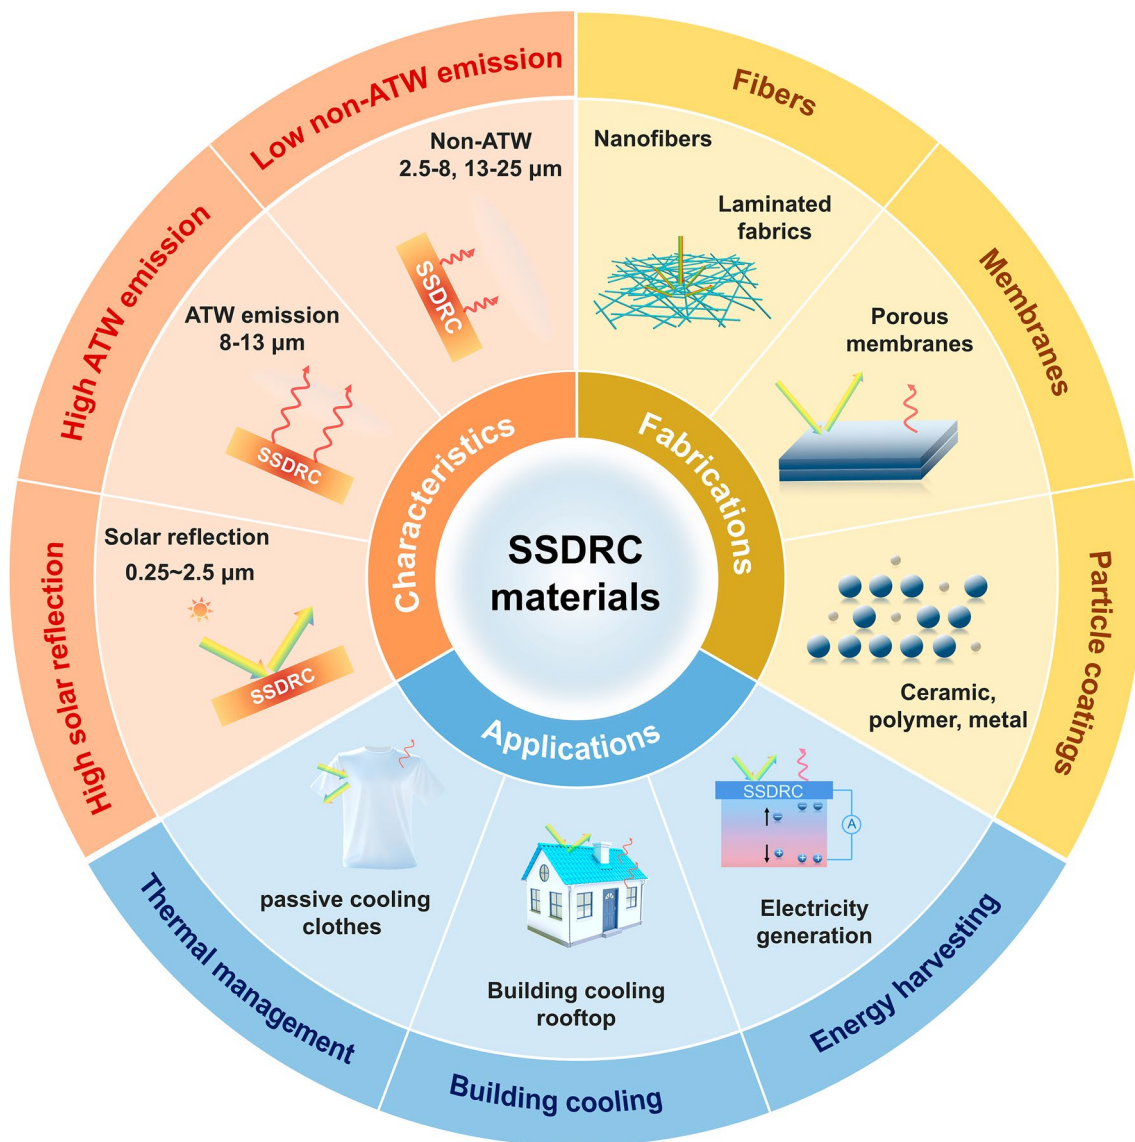 SSDRC
materials
Characteristics
Fabrications
Applications
Low non-ATW emission
Non-ATW
2.5-8, 13-25 µm
SSDRC
High ATW emission
ATW emission
8-13 µm
SSDRC
High solar reflection
Solar reflection
0.25~2.5 µm
SSDRC
Fibers
Nanofibers
Laminated
fabrics
Membranes
Porous
membranes
Particle coatings
Ceramic,
polymer, metal
Energy harvesting
SSDRC
A
Electricity
generation
Building cooling
Building cooling
rooftop
Thermal management
passive cooling
clothes